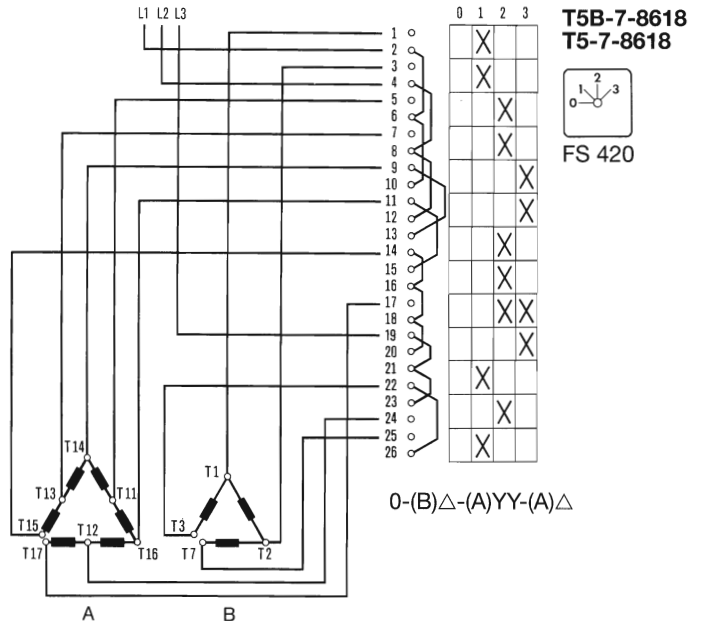 L1 L2 L3
0 1 2 3
T5B-7-8618
T5-7-8618
1
2
3
4
5
6
7
8
9
10
11
12
13
14
15
16
17
18
19
20
21
22
23
24
25
26
X
X
X
X
X
X
X
X
X X
X
X
X
X
0 1 2 3
FS 420
T14
T13 T11
T15 T12
T17 T16
T1
T3
T7 T2
A B
0-(B)△-(A)YY-(A)△